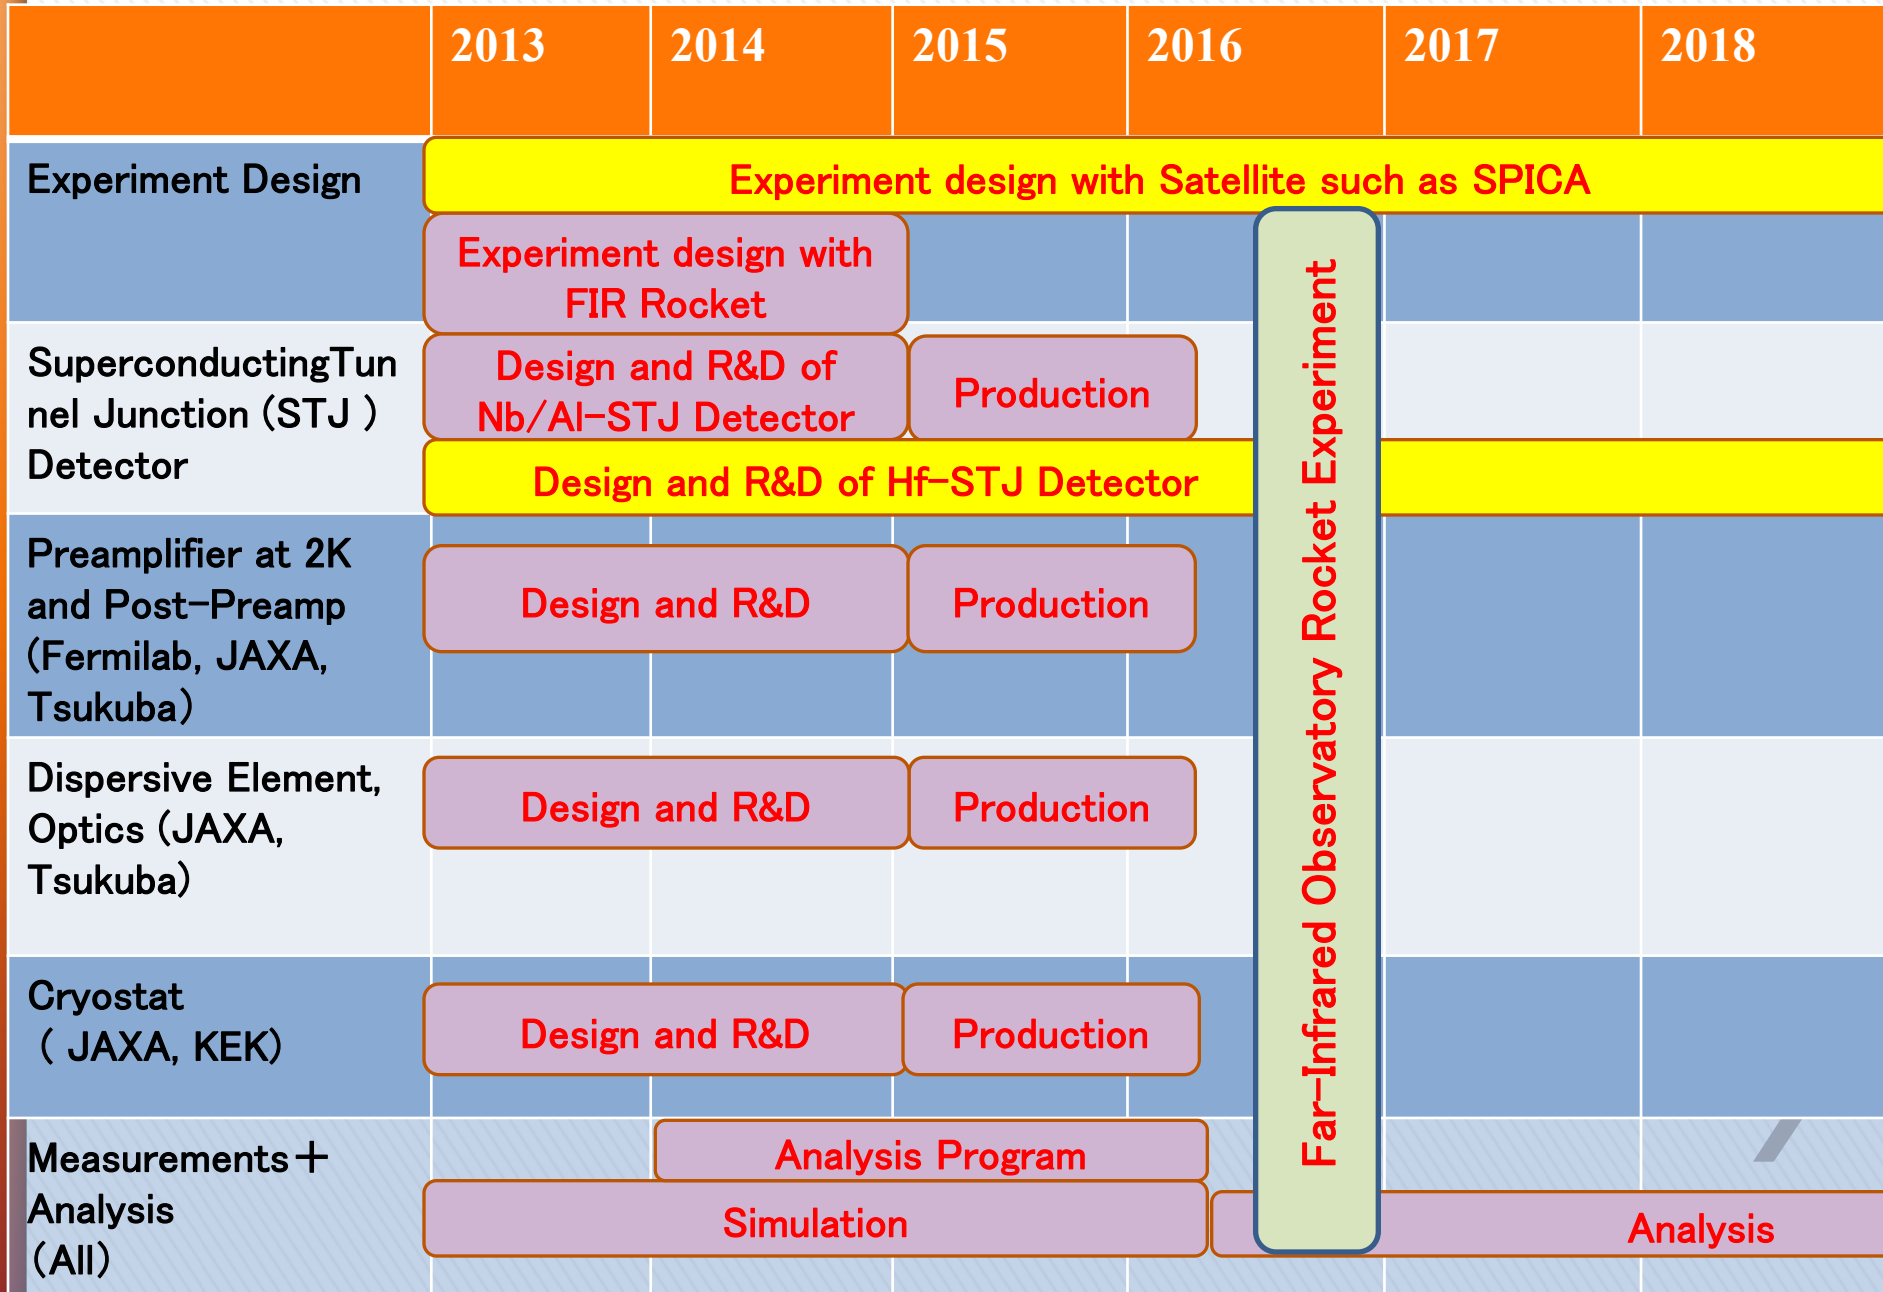 2013 2014 2015 2016 2017 2018
Experiment Design
Experiment design with Satellite such as SPICA
Experiment design with
FIR Rocket
SuperconductingTun
nel Junction (STJ )
Detector
Design and R&D of
Nb/Al-STJ Detector
Production
Design and R&D of Hf-STJ Detector
Preamplifier at 2K
and Post-Preamp
(Fermilab, JAXA,
Tsukuba)
Design and R&D
Production
Dispersive Element,
Optics (JAXA,
Tsukuba)
Design and R&D
Production
Cryostat
( JAXA, KEK)
Design and R&D
Production
Measurements+
Analysis
(All)
Analysis Program
Simulation
Analysis
Far-Infrared Observatory Rocket Experiment